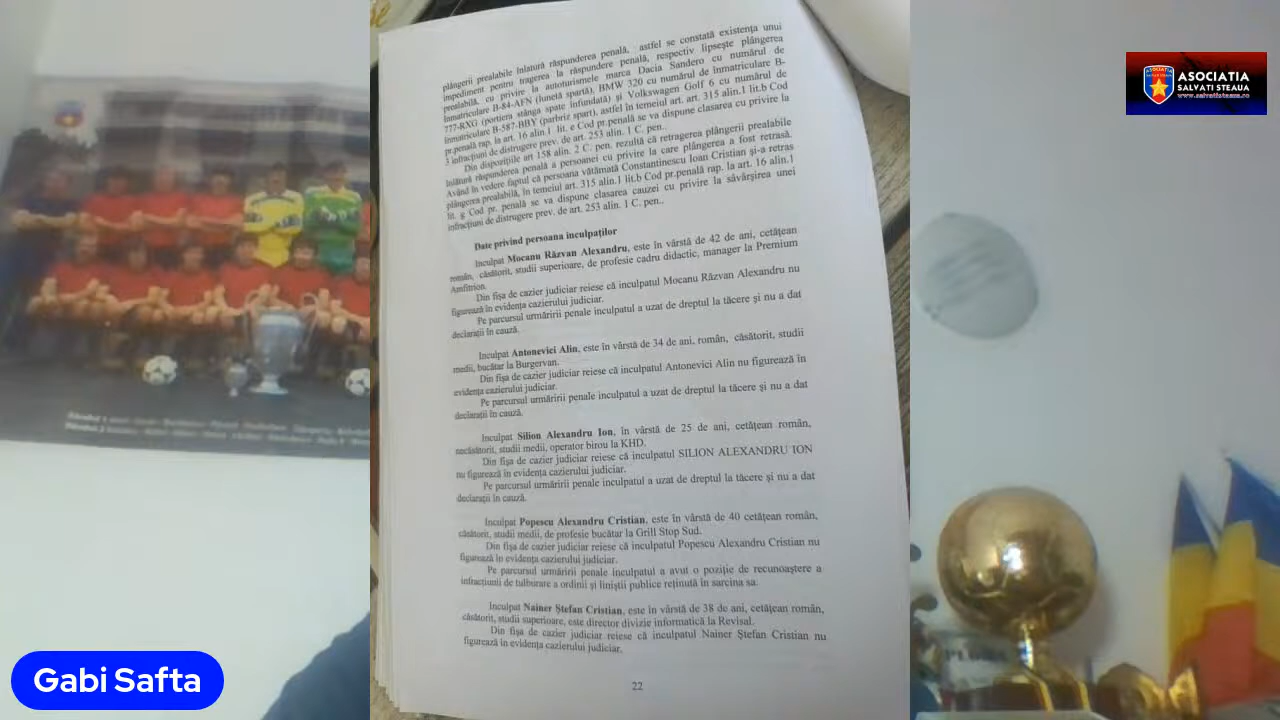 plângerii prealabile înlatură răspunderea penală, astfel se constată existența unui
impediment pentru tragerea la răspundere penală, respectiv lipsește plângerea
prealabilă, cu privire la autoturismele marca Dacia Sandero cu numărul de
înmatriculare B-84-AFN (lunetă spartă), BMW 320 cu numărul de înmatriculare B-
777-RXG (portiera stânga spate înfundată) și Volkswagen Golf 6 cu numărul de
înmatriculare B-587-BBY (parbriz spart), astfel în temeiul art. art. 315 alin.1 lit.b Cod
pr.penală rap. la art. 16 alin.1 lit. e Cod pr.penală se va dispune clasarea cu privire la
3 infracțiuni de distrugere prev. de art. 253 alin. 1 C. pen..
Din dispozițiile art 158 alin. 2 C. pen. rezultă că retragerea plângerii prealabile
înlătură răspunderea penală a persoanei cu privire la care plângerea a fost retrasă.
Având în vedere faptul că persoana vătămată Constantinescu Ioan Cristian și-a retras
plângerea prealabilă, în temeiul art. 315 alin.1 lit.b Cod pr.penală rap. la art. 16 alin.1
lit. g Cod pr. penală se va dispune clasarea cauzei cu privire la săvârșirea unei
infracțiuni de distrugere prev. de art. 253 alin. 1 C. pen..
Date privind persoana inculpaților
Inculpat Mocanu Răzvan Alexandru, este în vârstă de 42 de ani, cetățean
român, căsătorit, studii superioare, de profesie cadru didactic, manager la Premium
Amfitrion.
Din fișa de cazier judiciar reiese că inculpatul Mocanu Răzvan Alexandru nu
figurează în evidența cazierului judiciar.
Pe parcursul urmăririi penale inculpatul a uzat de dreptul la tăcere și nu a dat
declarații în cauză.
Inculpat Antonevici Alin, este în vârstă de 34 de ani, român, căsătorit, studii
medii, bucătar la Burgervan.
Din fișa de cazier judiciar reiese că inculpatul Antonevici Alin nu figurează în
evidența cazierului judiciar.
Pe parcursul urmăririi penale inculpatul a uzat de dreptul la tăcere și nu a dat
declarații în cauză.
Inculpat Silion Alexandru Ion, în vârstă de 25 de ani, cetățean român,
necăsătorit, studii medii, operator birou la KHD.
Din fișa de cazier judiciar reiese că inculpatul SILION ALEXANDRU ION
nu figurează în evidența cazierului judiciar.
Pe parcursul urmăririi penale inculpatul a uzat de dreptul la tăcere și nu a dat
declarații în cauză.
Inculpat Popescu Alexandru Cristian, este în vârstă de 40 cetățean român,
căsătorit, studii medii, de profesie bucătar la Grill Stop Sud.
Din fișa de cazier judiciar reiese că inculpatul Popescu Alexandru Cristian nu
figurează în evidența cazierului judiciar.
Pe parcursul urmăririi penale inculpatul a avut o poziție de recunoaștere a
infracțiunii de tulburare a ordinii și liniștii publice reținută în sarcina sa.
Inculpat Nainer Ștefan Cristian, este în vârstă de 38 de ani, cetățean român,
căsătorit, studii superioare, este director divizie informatică la Revisal.
Din fișa de cazier judiciar reiese că inculpatul Nainer Ștefan Cristian nu
figurează în evidența cazierului judiciar.
22
ASOCIATIA
SALVATI STEAUA
www.salvatisteaua.ro
Gabi Safta